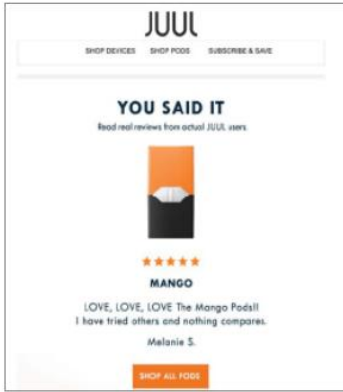 JUUL
SHOP DEVICES SHOP PODS SUBSCRIBE & SAVE
YOU SAID IT
Read real reviews from actual JUUL users.
MANGO
LOVE, LOVE, LOVE The Mango Pods!!
I have tried others and nothing compares.
Melanie S.
SHOP ALL PODS